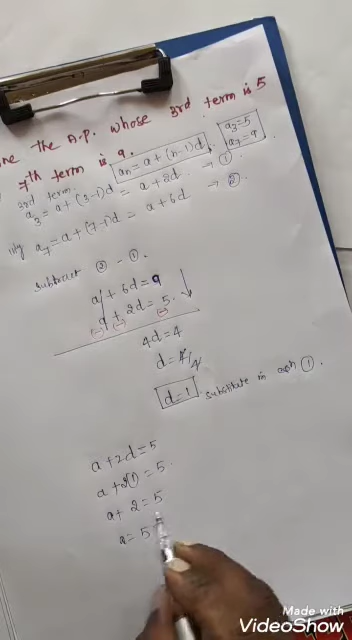 ne the A.P. whose 3rd term is 5
7th term is 9.
an = a + (n-1)d.
a3 = 5
a7 = 9
3rd term.
a3 = a + (3-1)d = a + 2d. → ①
lly a7 = a + (7-1)d = a + 6d → ②
Subtract ② - ①.
a + 6d = 9
a + 2d = 5.
(-) (-) (-)
4d = 4
d = 4/4
d = 1 substitute in eqn ①.
a + 2d = 5
a + 2(1) = 5.
a + 2 = 5
a = 5
Made with
VideoShow